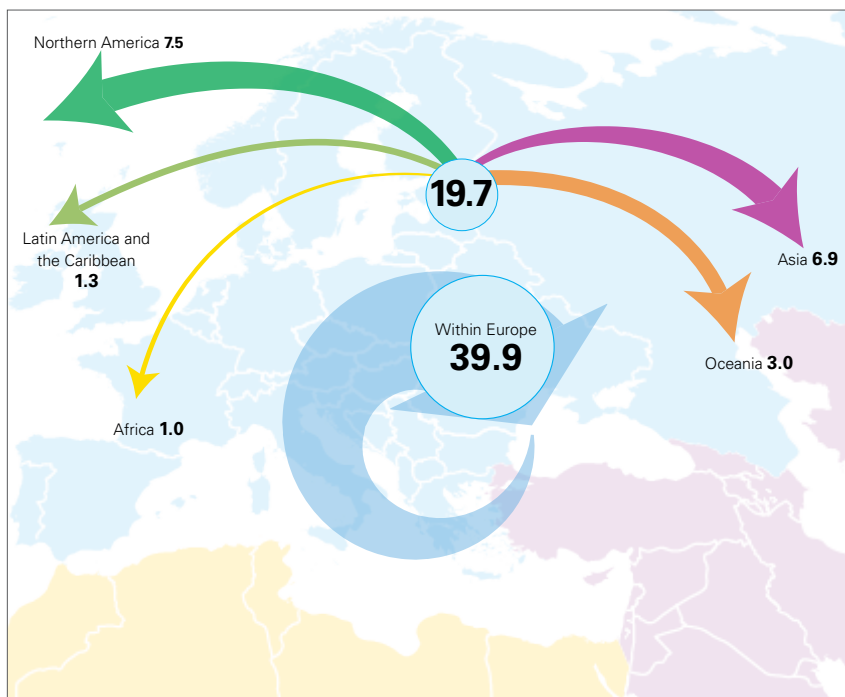 Northern America 7.5
19.7
Latin America and
the Caribbean
1.3
Asia 6.9
Within Europe
39.9
Oceania 3.0
Africa 1.0